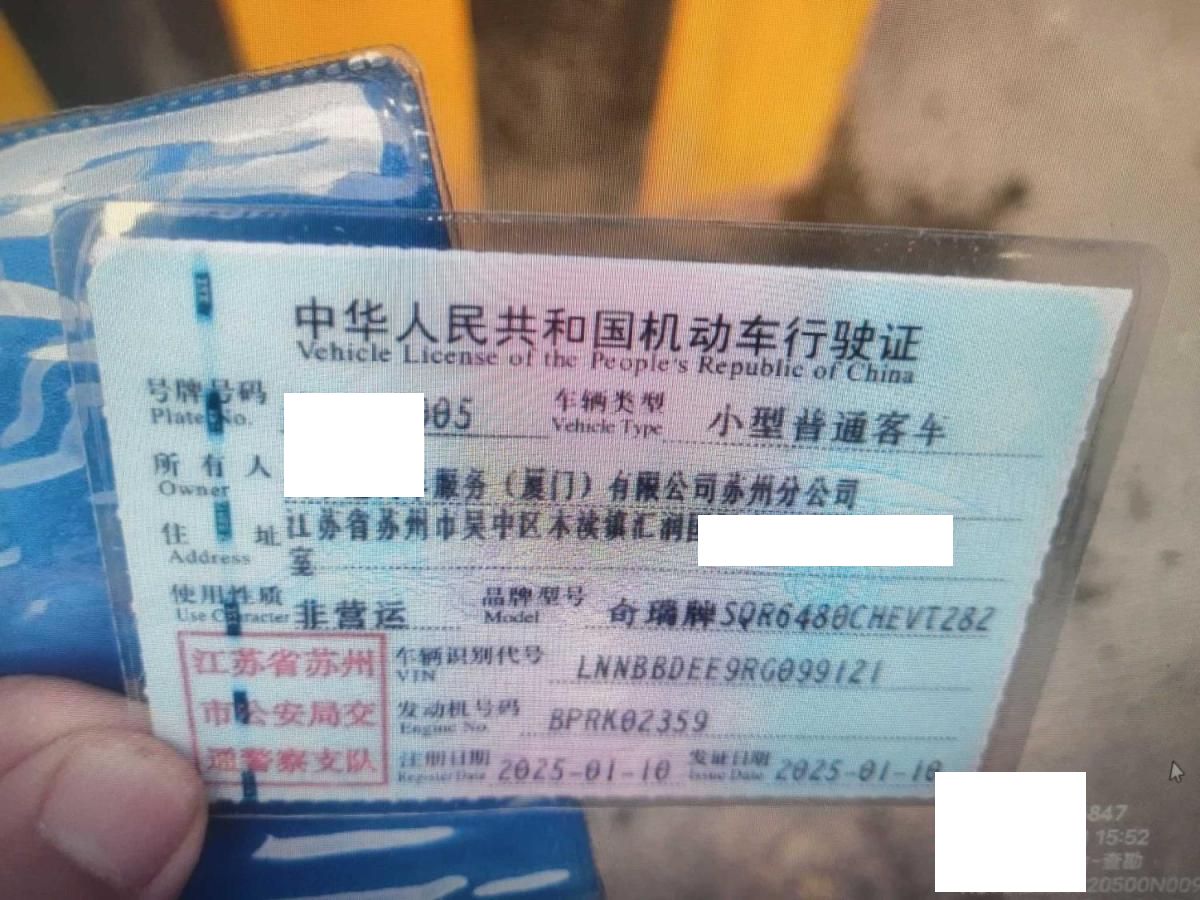 中华人民共和国机动车行驶证
Vehicle License of the People's Republic of China
号牌号码 005 车辆类型 小型普通客车
Plate No. Vehicle Type
所有人 服务（厦门）有限公司苏州分公司
Owner
住址 江苏省苏州市吴中区木渎镇汇润
Address 室
使用性质 非营运 品牌型号 奇瑞牌SQR6480CHEVT28Z
Use Character Model
江苏省苏州 车辆识别代号 LNNBBDEE9RG099121
VIN
市公安局交 发动机号码 BPRK02359
Engine No.
通警察支队 注册日期 2025-01-10 发证日期 2025-01-10
Register Date Issue Date
847
15:52
-查勘
20500N009